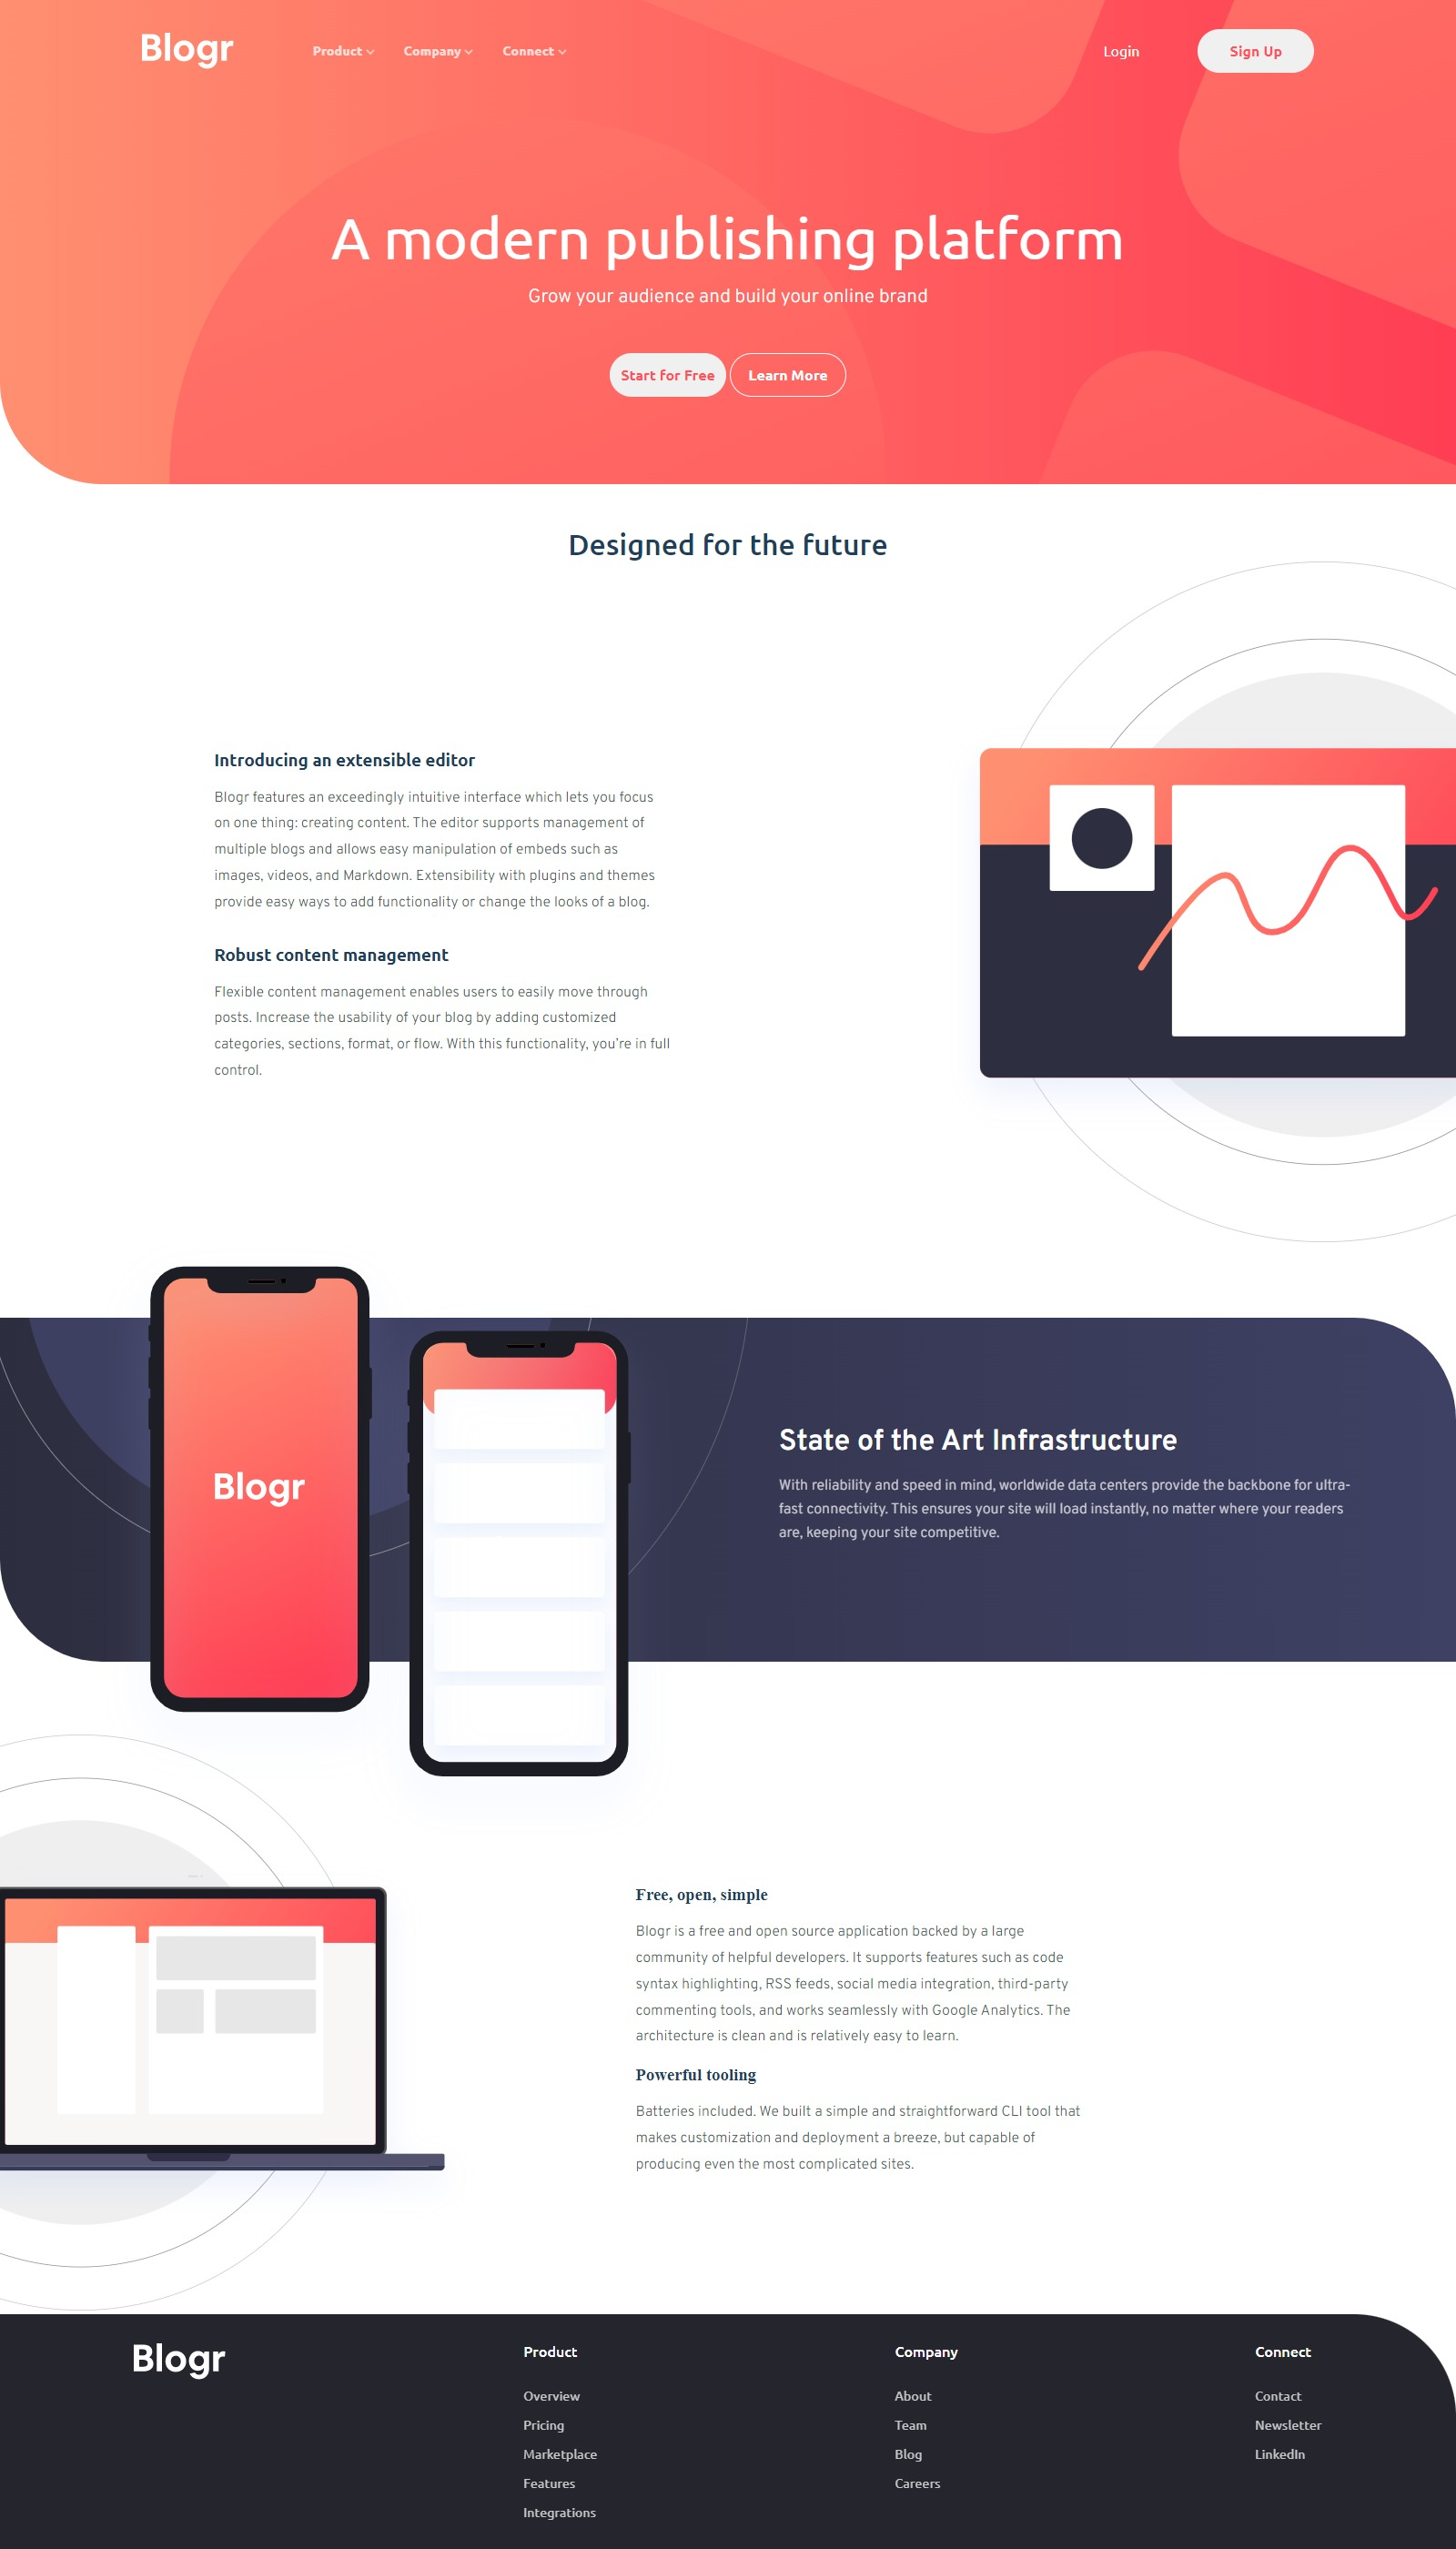 Blogr
Product
Company
Connect
Login
Sign Up
A modern publishing platform
Grow your audience and build your online brand
Start for Free
Learn More
Designed for the future
Introducing an extensible editor
Blogr features an exceedingly intuitive interface which lets you focus
on one thing: creating content. The editor supports management of
multiple blogs and allows easy manipulation of embeds such as
images, videos, and Markdown. Extensibility with plugins and themes
provide easy ways to add functionality or change the looks of a blog.
Robust content management
Flexible content management enables users to easily move through
posts. Increase the usability of your blog by adding customized
categories, sections, format, or flow. With this functionality, you’re in full
control.
Blogr
State of the Art Infrastructure
With reliability and speed in mind, worldwide data centers provide the backbone for ultra-
fast connectivity. This ensures your site will load instantly, no matter where your readers
are, keeping your site competitive.
Free, open, simple
Blogr is a free and open source application backed by a large
community of helpful developers. It supports features such as code
syntax highlighting, RSS feeds, social media integration, third-party
commenting tools, and works seamlessly with Google Analytics. The
architecture is clean and is relatively easy to learn.
Powerful tooling
Batteries included. We built a simple and straightforward CLI tool that
makes customization and deployment a breeze, but capable of
producing even the most complicated sites.
Blogr
Product
Overview
Pricing
Marketplace
Features
Integrations
Company
About
Team
Blog
Careers
Connect
Contact
Newsletter
LinkedIn